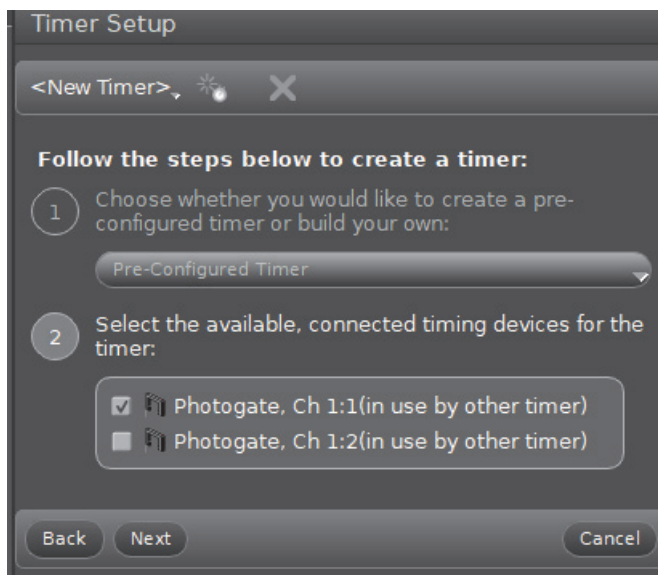 Timer Setup
<New Timer>
Follow the steps below to create a timer:
1
Choose whether you would like to create a pre-
configured timer or build your own:
Pre-Configured Timer
2
Select the available, connected timing devices for the
timer:
Photogate, Ch 1:1(in use by other timer)
Photogate, Ch 1:2(in use by other timer)
Back Next Cancel